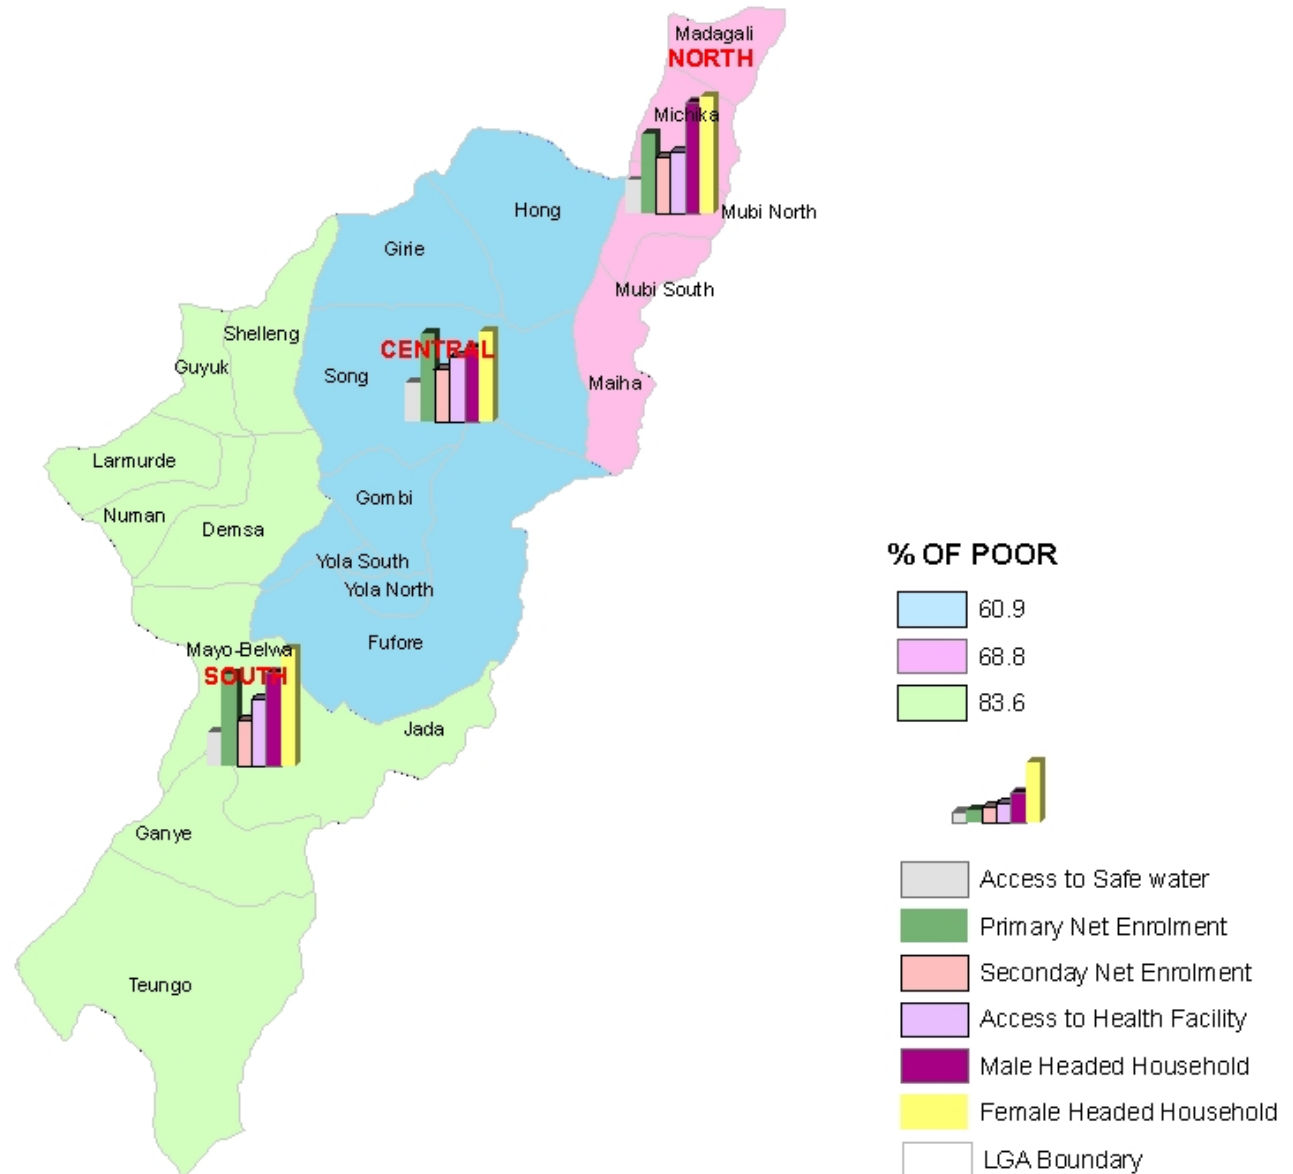 Madagali
NORTH
Michika
Hong
Mubi North
Girie
Mubi South
Shelleng
CENTRAL
Guyuk
Song
Maiha
Larmurde
Gombi
Numan
Demsa
Yola South
Yola North
Fufore
Mayo-Belwa
SOUTH
Jada
Ganye
Teungo
% OF POOR
60.9
68.8
83.6
Access to Safe water
Primary Net Enrolment
Seconday Net Enrolment
Access to Health Facility
Male Headed Household
Female Headed Household
LGA Boundary